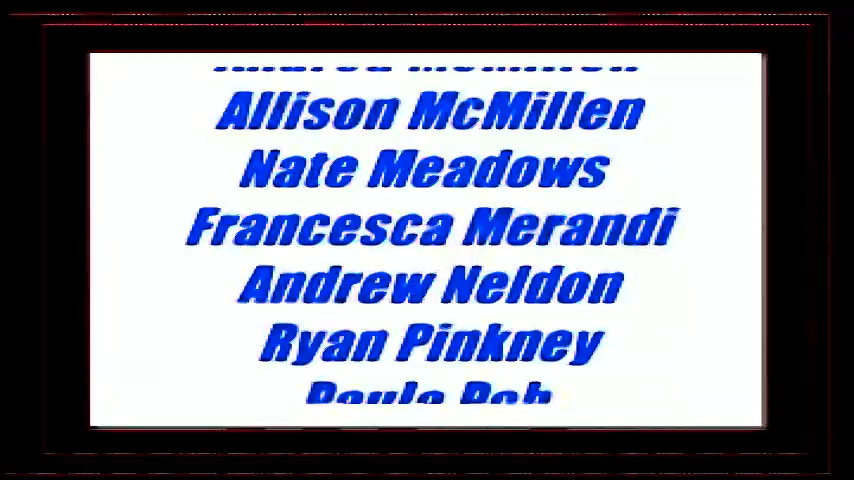 Allison McMillen
Nate Meadows
Francesca Merandi
Andrew Neldon
Ryan Pinkney